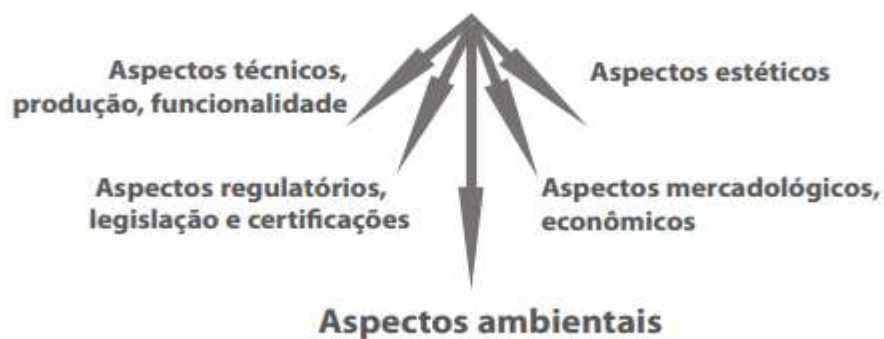 Aspectos técnicos,
produção, funcionalidade
Aspectos estéticos
Aspectos regulatórios,
legislação e certificações
Aspectos mercadológicos,
econômicos
Aspectos ambientais